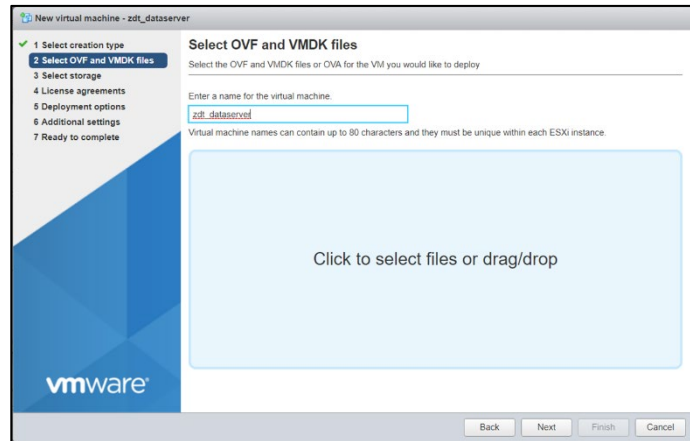 New virtual machine - zdt_dataserver
1 Select creation type
2 Select OVF and VMDK files
3 Select storage
4 License agreements
5 Deployment options
6 Additional settings
7 Ready to complete
vmware
Select OVF and VMDK files
Select the OVF and VMDK files or OVA for the VM you would like to deploy
Enter a name for the virtual machine.
zdt_dataserver
Virtual machine names can contain up to 80 characters and they must be unique within each ESXi instance.
Click to select files or drag/drop
Back Next Finish Cancel